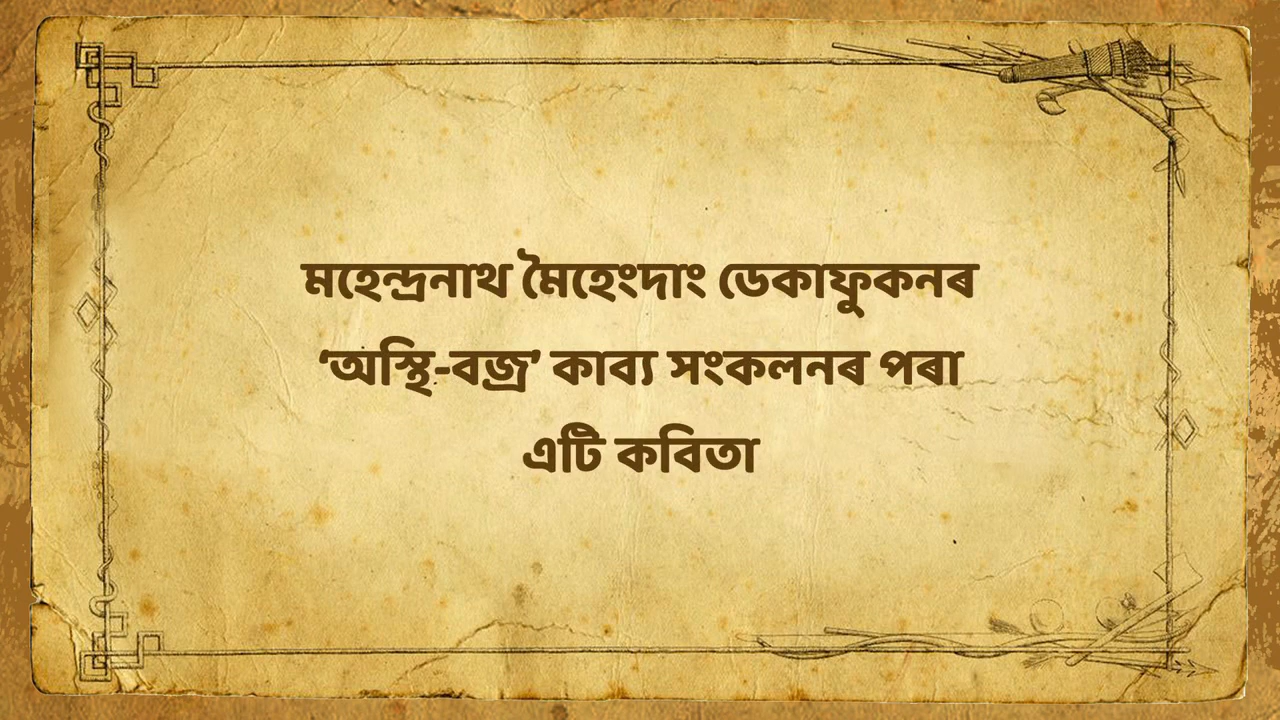 মহেন্দ্ৰনাথ মৈহেংদাং ডেকাফুকনৰ
‘অস্থি-বজ্ৰ’ কাব্য সংকলনৰ পৰা
এটি কবিতা